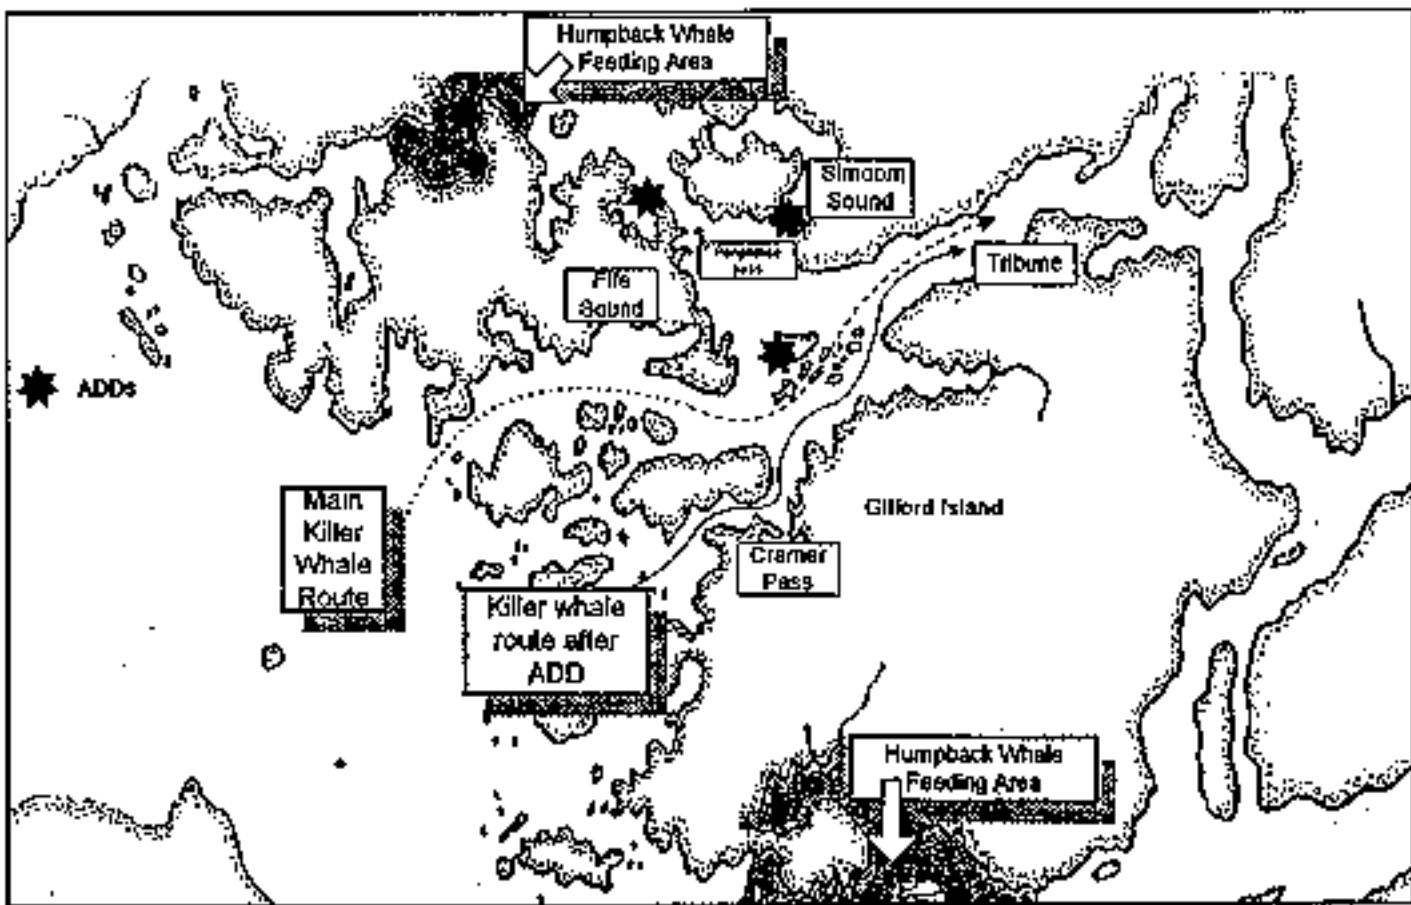 Humpback Whale
Feeding Area
Simoom
Sound
Tribune
Fife
Sound
ADDs
Main
Killer
Whale
Route
Gilford Island
Cramer
Pass
Killer whale
route after
ADD
Humpback Whale
Feeding Area